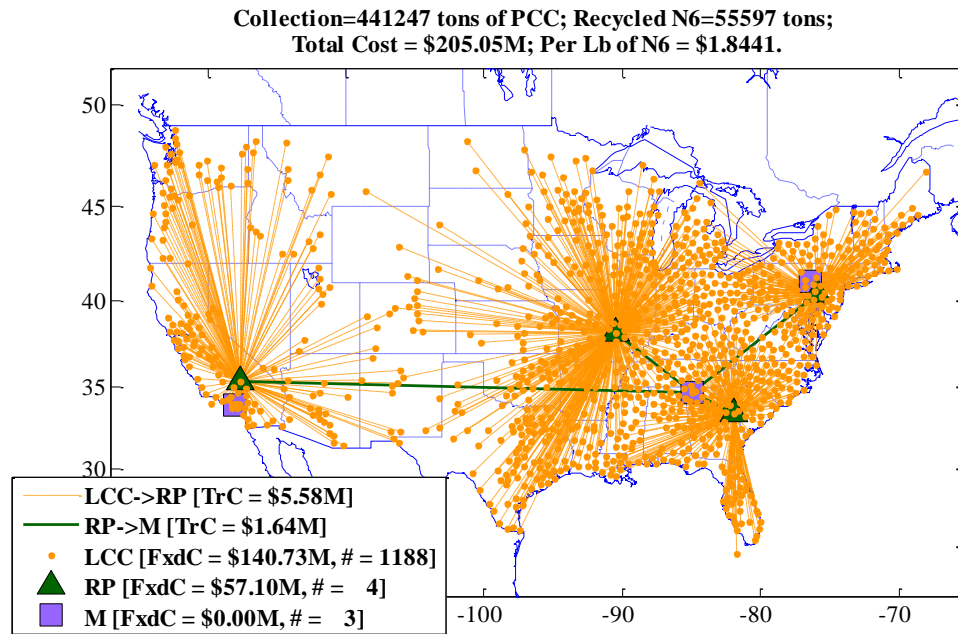 Collection=441247 tons of PCC; Recycled N6=55597 tons;
Total Cost = $205.05M; Per Lb of N6 = $1.8441.
50
45
40
35
30
LCC->RP [TrC = $5.58M]
RP->M [TrC = $1.64M]
LCC [FxdC = $140.73M, # = 1188]
RP [FxdC = $57.10M, # = 4]
M [FxdC = $0.00M, # = 3]
-100 -90 -80 -70